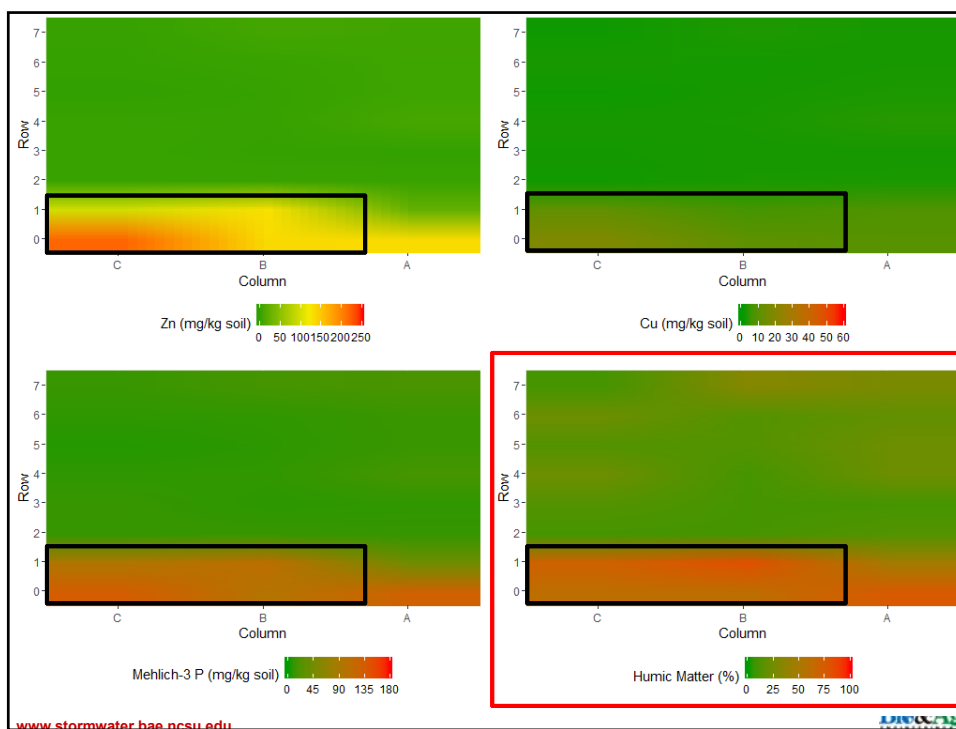 7
6
5
4
3
2
1
0
Row
C B A
Column
Zn (mg/kg soil)
0 50 100 150 200 250
7
6
5
4
3
2
1
0
Row
C B A
Column
Cu (mg/kg soil)
0 10 20 30 40 50 60
7
6
5
4
3
2
1
0
Row
C B A
Column
Mehlich-3 P (mg/kg soil)
0 45 90 135 180
7
6
5
4
3
2
1
0
Row
C B A
Column
Humic Matter (%)
0 25 50 75 100
www.stormwater.bae.ncsu.edu